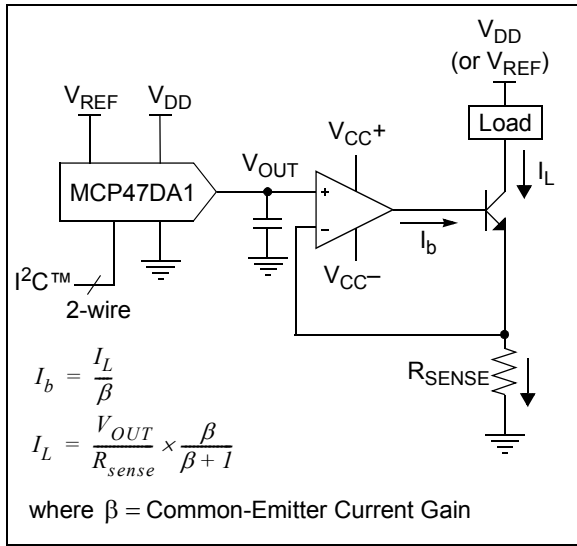 V_DD
(or V_REF)
V_REF V_DD
Load
V_CC+
V_OUT
I_L
MCP47DA1
+
–
I_b
V_CC–
I²C™
2-wire
R_SENSE
I_b = I_L / β
I_L = V_OUT / R_sense × β / β + 1
where β = Common-Emitter Current Gain